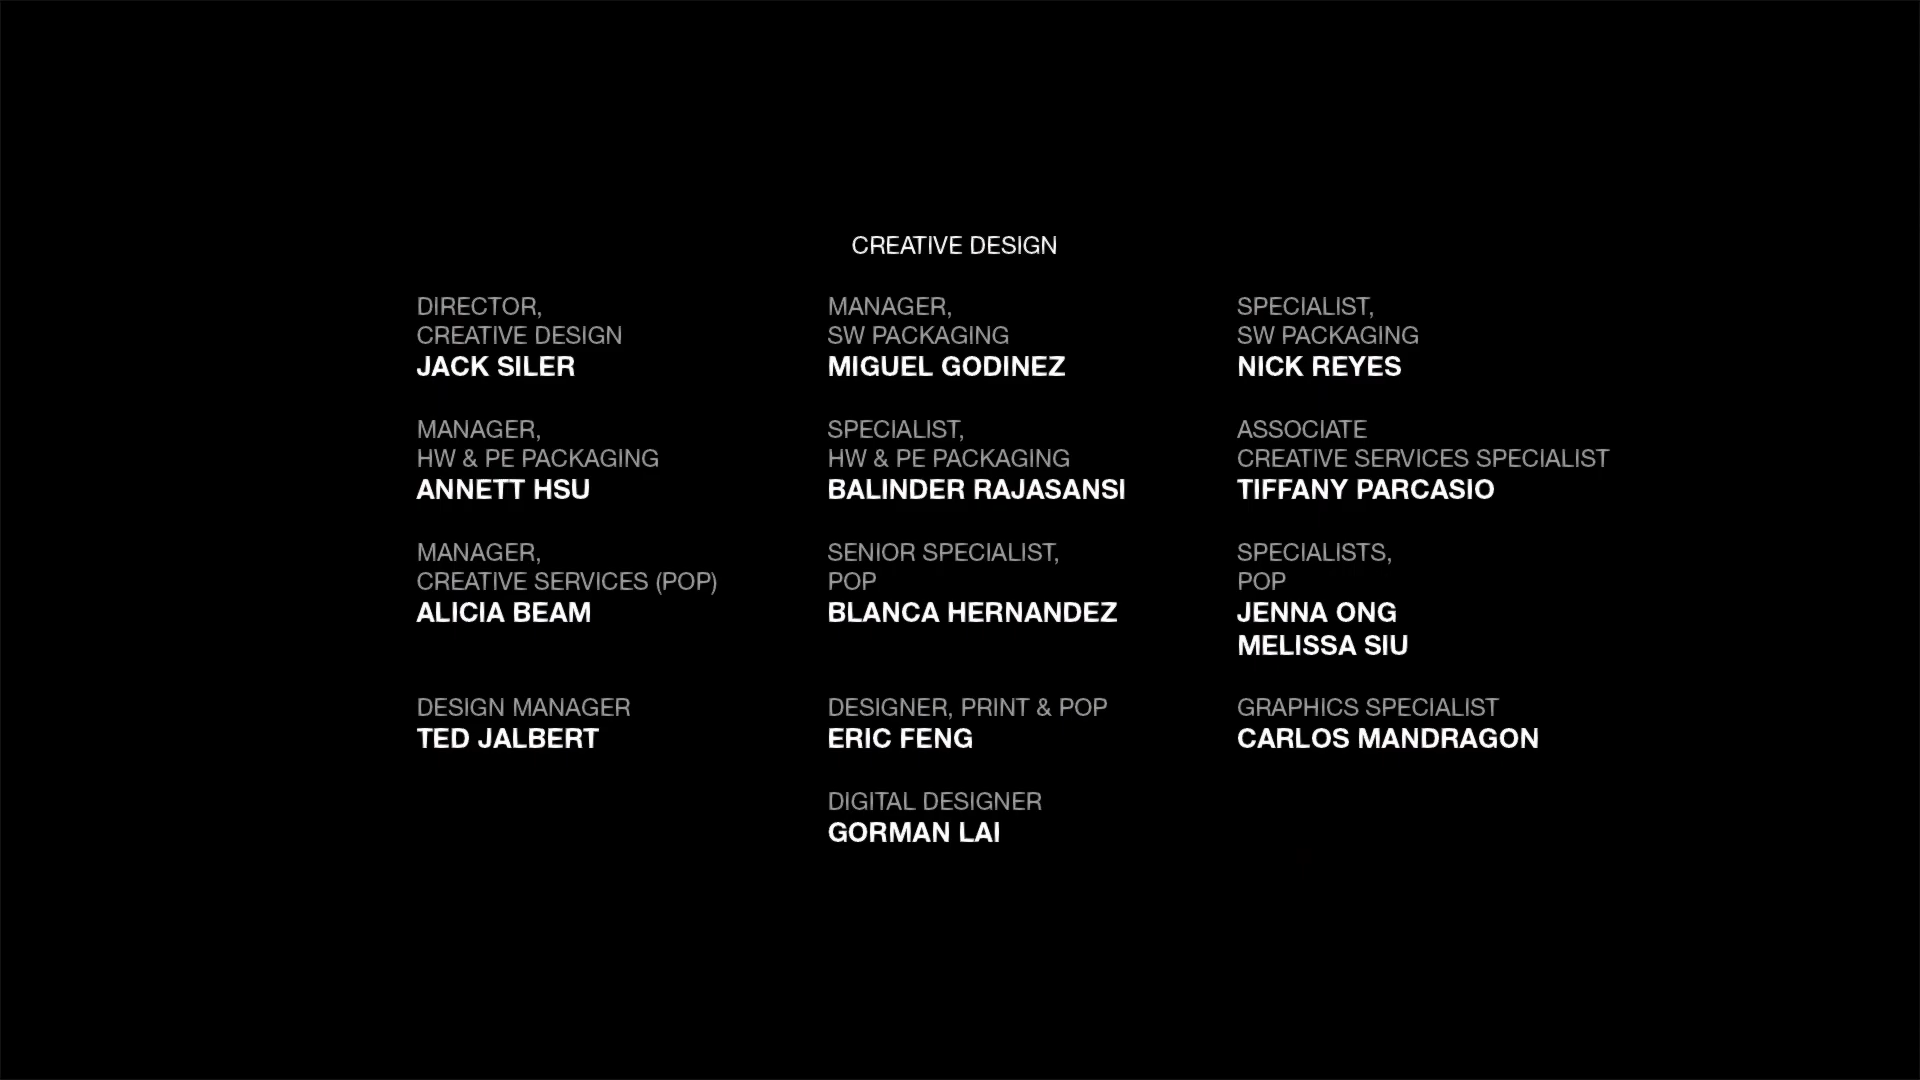 CREATIVE DESIGN
DIRECTOR,
CREATIVE DESIGN
JACK SILER
MANAGER,
SW PACKAGING
MIGUEL GODINEZ
SPECIALIST,
SW PACKAGING
NICK REYES
MANAGER,
HW & PE PACKAGING
ANNETT HSU
SPECIALIST,
HW & PE PACKAGING
BALINDER RAJASANSI
ASSOCIATE
CREATIVE SERVICES SPECIALIST
TIFFANY PARCASIO
MANAGER,
CREATIVE SERVICES (POP)
ALICIA BEAM
SENIOR SPECIALIST,
POP
BLANCA HERNANDEZ
SPECIALISTS,
POP
JENNA ONG
MELISSA SIU
DESIGN MANAGER
TED JALBERT
DESIGNER, PRINT & POP
ERIC FENG
GRAPHICS SPECIALIST
CARLOS MANDRAGON
DIGITAL DESIGNER
GORMAN LAI